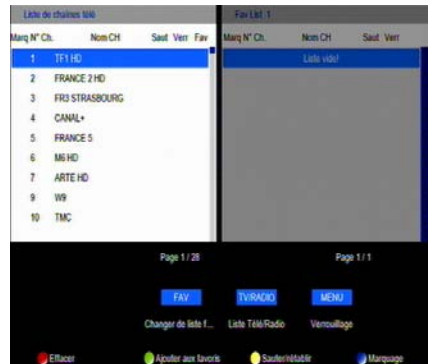 Liste de chaînes télé
Fav List 1
Marq N° Ch. Nom CH Saut Verr Fav
Marq N° Ch. Nom CH Saut Verr
1 TF1 HD
Liste vide!
2 FRANCE 2 HD
3 FR3 STRASBOURG
4 CANAL+
5 FRANCE 5
6 M6 HD
7 ARTE HD
9 W9
10 TMC
Page 1 / 28
Page 1 / 1
FAV TV/RADIO MENU
Changer de liste f... Liste Télé/Radio Verrouillage
Effacer Ajouter aux favoris Sauter/rétablir Marquage